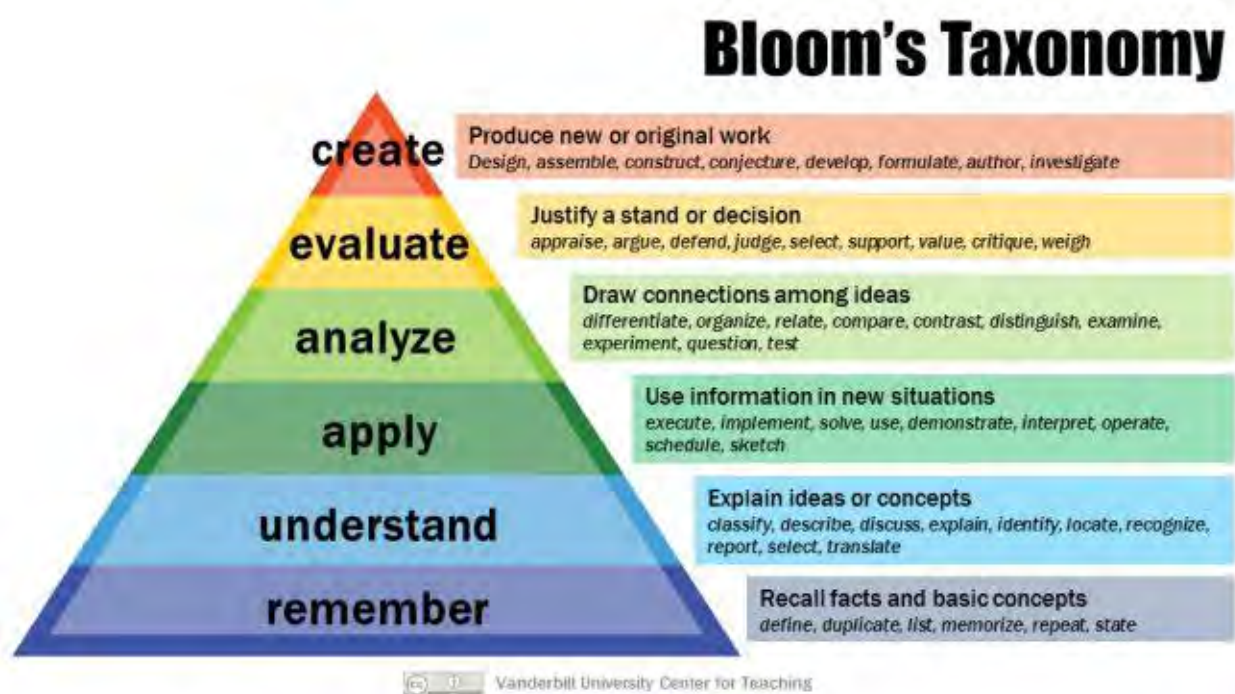 Bloom's Taxonomy
create
Produce new or original work
Design, assemble, construct, conjecture, develop, formulate, author, investigate
evaluate
Justify a stand or decision
appraise, argue, defend, judge, select, support, value, critique, weigh
analyze
Draw connections among ideas
differentiate, organize, relate, compare, contrast, distinguish, examine,
experiment, question, test
apply
Use information in new situations
execute, implement, solve, use, demonstrate, interpret, operate,
schedule, sketch
understand
Explain ideas or concepts
classify, describe, discuss, explain, identify, locate, recognize,
report, select, translate
remember
Recall facts and basic concepts
define, duplicate, list, memorize, repeat, state
cc Vanderbilt University Center for Teaching